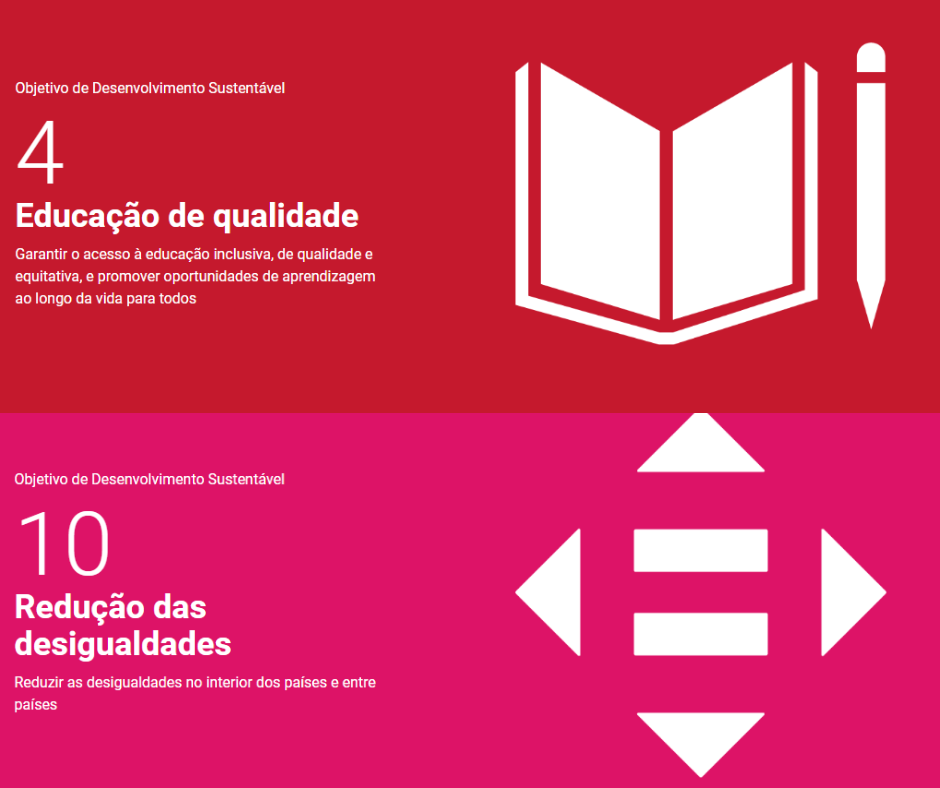 Objetivo de Desenvolvimento Sustentável
4
Educação de qualidade
Garantir o acesso à educação inclusiva, de qualidade e
equitativa, e promover oportunidades de aprendizagem
ao longo da vida para todos
Objetivo de Desenvolvimento Sustentável
10
Redução das
desigualdades
Reduzir as desigualdades no interior dos países e entre
países